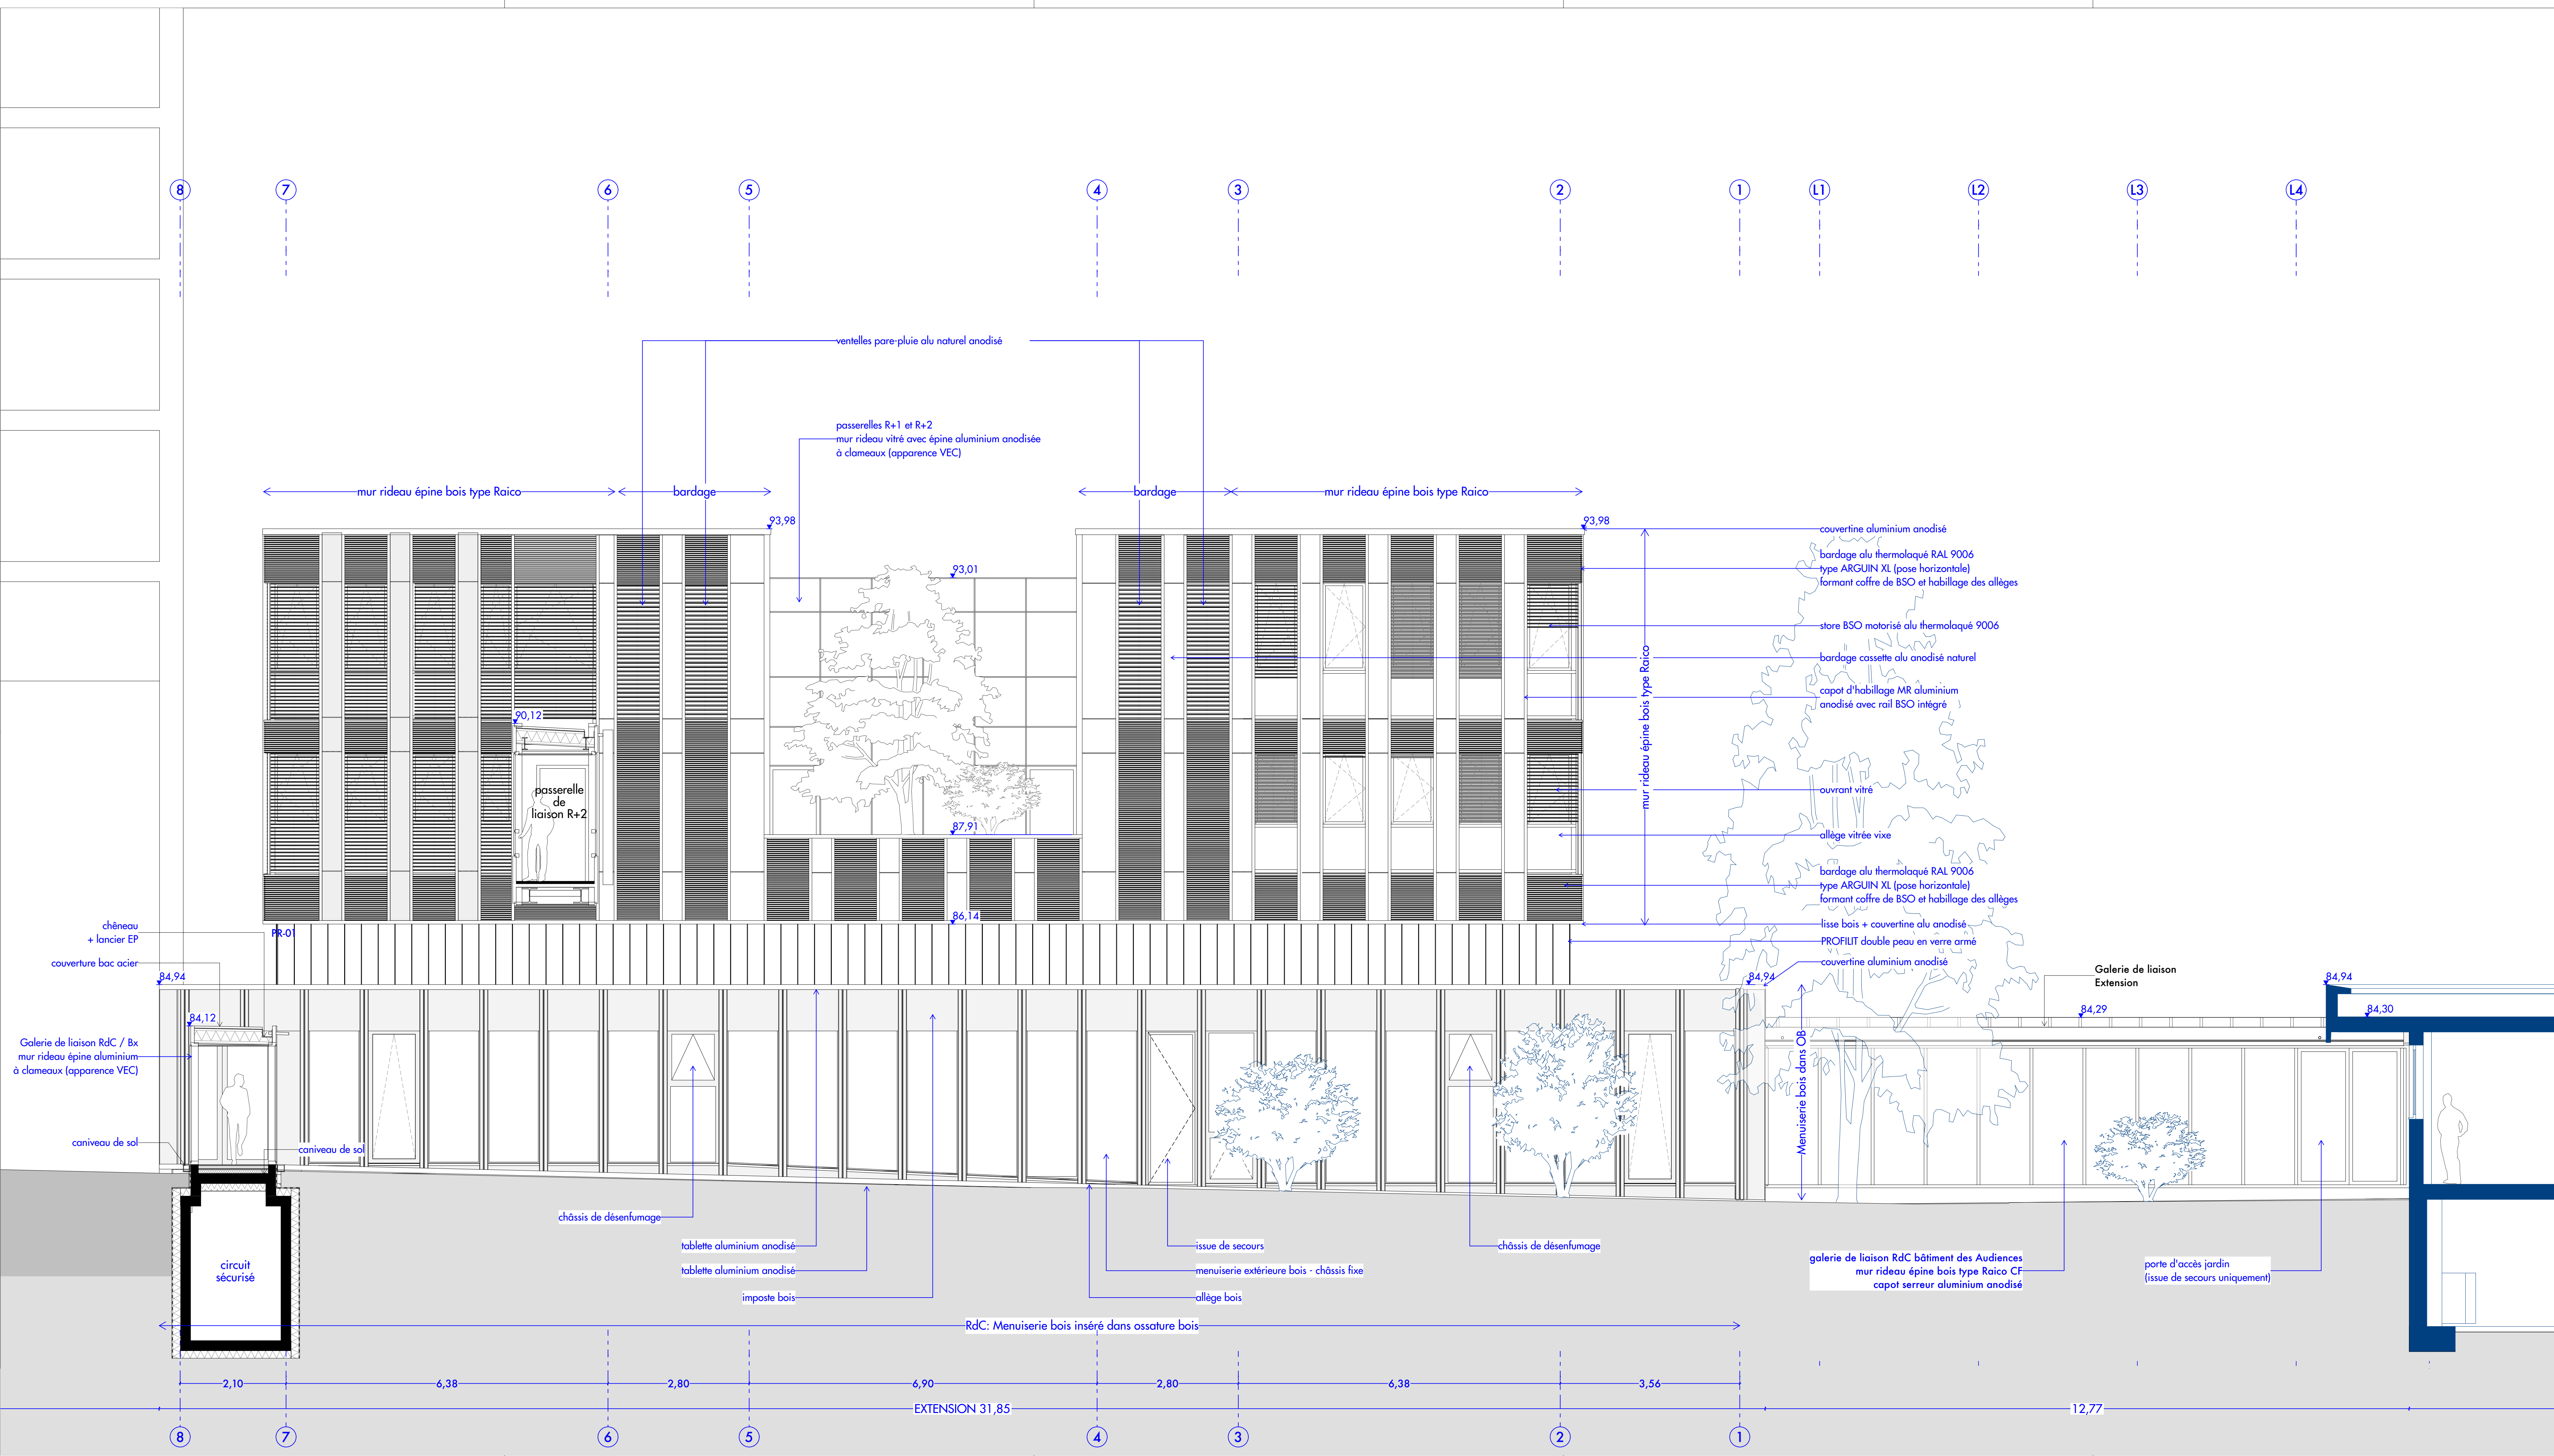 8 7 6 5 4 3 2 1 L1 L2 L3 L4
ventelles pare-pluie alu naturel anodisé
passerelles R+1 et R+2
mur rideau vitré avec épine aluminium anodisée
à clameaux (apparence VEC)
mur rideau épine bois type Raico
bardage
bardage
mur rideau épine bois type Raico
93,98
93,98
couvertine aluminium anodisé
bardage alu thermolaqué RAL 9006
type ARGUIN XL (pose horizontale)
formant coffre de BSO et habillage des allèges
93,01
store BSO motorisé alu thermolaqué 9006
bardage cassette alu anodisé naturel
capot d'habillage MR aluminium
anodisé avec rail BSO intégré
mur rideau épine bois type Raico
90,12
passerelle
de
liaison R+2
ouvrant vitré
87,91
allège vitrée vixe
bardage alu thermolaqué RAL 9006
type ARGUIN XL (pose horizontale)
formant coffre de BSO et habillage des allèges
86,14
lisse bois + couvertine alu anodisé
chêneau
+ lancier EP
PR-01
PROFILIT double peau en verre armé
couverture bac acier
couvertine aluminium anodisé
Galerie de liaison
Extension
84,94
84,94
84,94
84,12
84,29
84,30
Galerie de liaison RdC / Bx
mur rideau épine aluminium
à clameaux (apparence VEC)
Menuiserie bois dans OB
caniveau de sol
caniveau de sol
châssis de désenfumage
tablette aluminium anodisé
issue de secours
châssis de désenfumage
tablette aluminium anodisé
menuiserie extérieure bois - châssis fixe
imposte bois
allège bois
circuit
sécurisé
galerie de liaison RdC bâtiment des Audiences
mur rideau épine bois type Raico CF
capot serreur aluminium anodisé
porte d'accès jardin
(issue de secours uniquement)
RdC: Menuiserie bois inséré dans ossature bois
2,10 6,38 2,80 6,90 2,80 6,38 3,56
EXTENSION 31,85 12,77
8 7 6 5 4 3 2 1